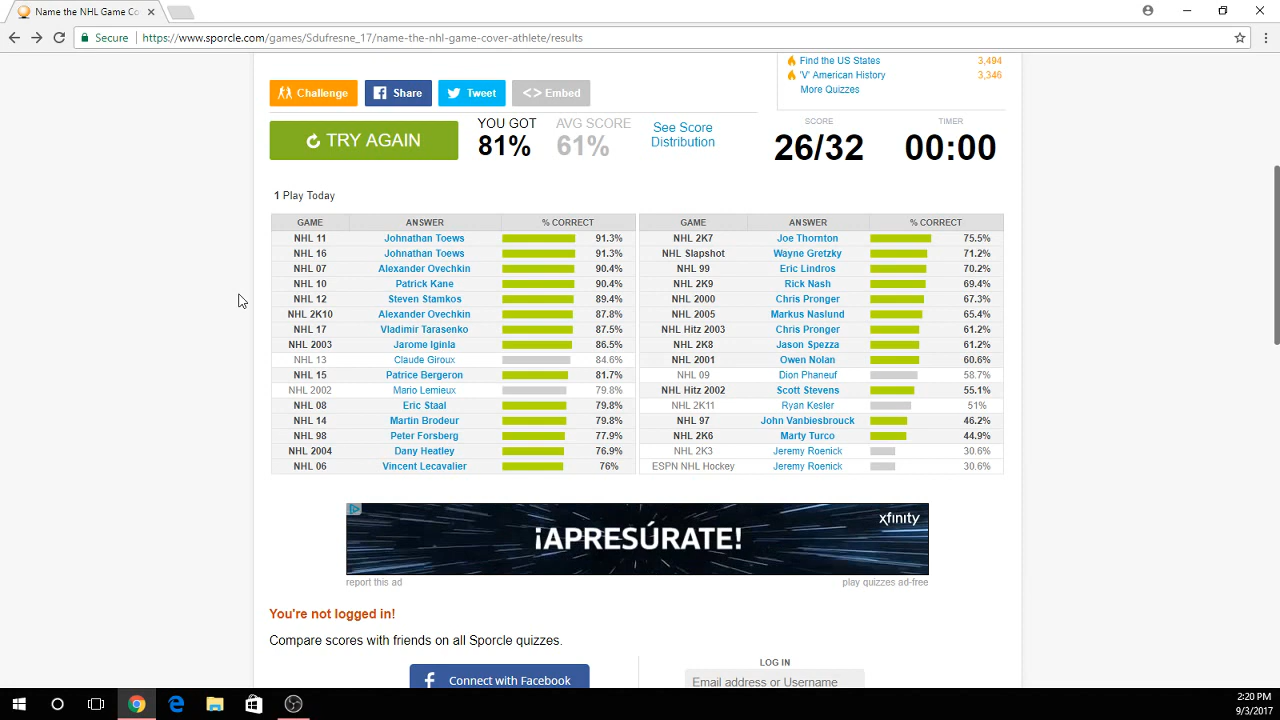 Name the NHL Game Co
Secure https://www.sporcle.com/games/Sdufresne_17/name-the-nhl-game-cover-athlete/results
Find the US States 3,494
'V' American History 3,346
More Quizzes
Challenge Share Tweet <> Embed
TRY AGAIN
YOU GOT
81%
AVG SCORE
61%
See Score
Distribution
SCORE
26/32
TIMER
00:00
1 Play Today
GAME ANSWER % CORRECT
NHL 11 Johnathan Toews 91.3%
NHL 16 Johnathan Toews 91.3%
NHL 07 Alexander Ovechkin 90.4%
NHL 10 Patrick Kane 90.4%
NHL 12 Steven Stamkos 89.4%
NHL 2K10 Alexander Ovechkin 87.8%
NHL 17 Vladimir Tarasenko 87.5%
NHL 2003 Jarome Iginla 86.5%
NHL 13 Claude Giroux 84.6%
NHL 15 Patrice Bergeron 81.7%
NHL 2002 Mario Lemieux 79.8%
NHL 08 Eric Staal 79.8%
NHL 14 Martin Brodeur 79.8%
NHL 98 Peter Forsberg 77.9%
NHL 2004 Dany Heatley 76.9%
NHL 06 Vincent Lecavalier 76%
GAME ANSWER % CORRECT
NHL 2K7 Joe Thornton 75.5%
NHL Slapshot Wayne Gretzky 71.2%
NHL 99 Eric Lindros 70.2%
NHL 2K9 Rick Nash 69.4%
NHL 2000 Chris Pronger 67.3%
NHL 2005 Markus Naslund 65.4%
NHL Hitz 2003 Chris Pronger 61.2%
NHL 2K8 Jason Spezza 61.2%
NHL 2001 Owen Nolan 60.6%
NHL 09 Dion Phaneuf 58.7%
NHL Hitz 2002 Scott Stevens 55.1%
NHL 2K11 Ryan Kesler 51%
NHL 97 John Vanbiesbrouck 46.2%
NHL 2K6 Marty Turco 44.9%
NHL 2K3 Jeremy Roenick 30.6%
ESPN NHL Hockey Jeremy Roenick 30.6%
xfinity
¡APRESÚRATE!
report this ad play quizzes ad-free
You're not logged in!
Compare scores with friends on all Sporcle quizzes.
Connect with Facebook
LOG IN
Email address or Username
2:20 PM
9/3/2017